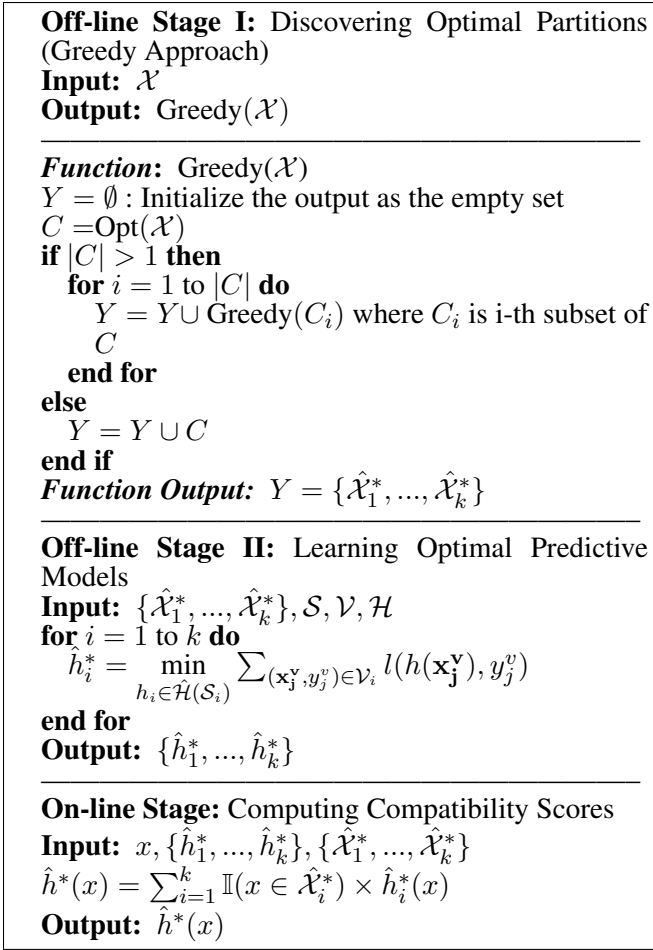 Off-line Stage I: Discovering Optimal Partitions
(Greedy Approach)
Input: 𝒳
Output: Greedy(𝒳)
Function: Greedy(𝒳)
Y = ∅ : Initialize the output as the empty set
C =Opt(𝒳)
if |C| > 1 then
for i = 1 to |C| do
Y = Y∪ Greedy(C_i) where C_i is i-th subset of
C
end for
else
Y = Y ∪ C
end if
Function Output: Y = {𝒳̂*_1, ..., 𝒳̂*_k}
Off-line Stage II: Learning Optimal Predictive
Models
Input: {𝒳̂*_1, ..., 𝒳̂*_k}, 𝒮, 𝒱, ℋ
for i = 1 to k do
ĥ*_i = min_{h_i∈ℋ̂(𝒮_i)} ∑_{(x^v_j, y^v_j)∈𝒱_i} l(h(x^v_j), y^v_j)
end for
Output: {ĥ*_1, ..., ĥ*_k}
On-line Stage: Computing Compatibility Scores
Input: x, {ĥ*_1, ..., ĥ*_k}, {𝒳̂*_1, ..., 𝒳̂*_k}
ĥ*(x) = ∑^k_{i=1} 𝕀(x ∈ 𝒳̂*_i) × ĥ*_i(x)
Output: ĥ*(x)